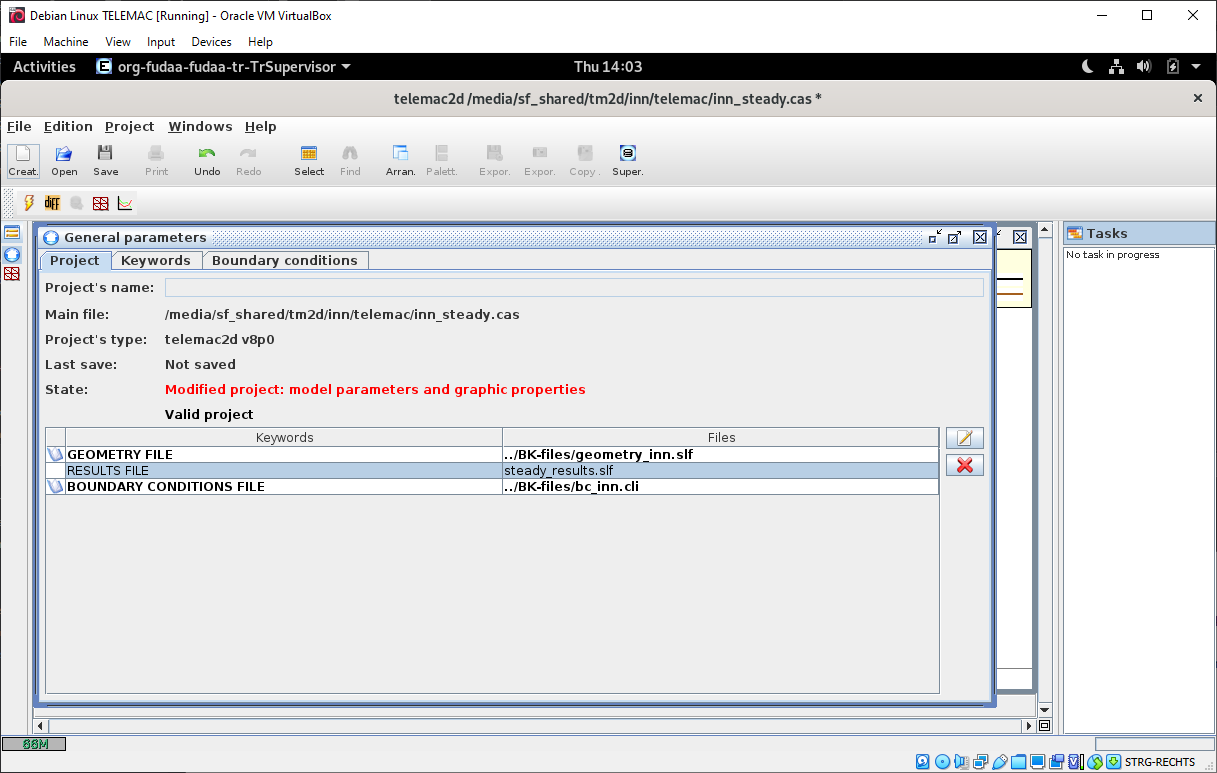 Debian Linux TELEMAC [Running] - Oracle VM VirtualBox
File Machine View Input Devices Help
Activities E org-fudaa-fudaa-tr-TrSupervisor Thu 14:03
telemac2d /media/sf_shared/tm2d/inn/telemac/inn_steady.cas *
File Edition Project Windows Help
Creat. Open Save Print Undo Redo Select Find Arran. Palett. Expor. Expor. Copy . Super.
diff
General parameters
Tasks
Project Keywords Boundary conditions
No task in progress
Project's name:
Main file: /media/sf_shared/tm2d/inn/telemac/inn_steady.cas
Project's type: telemac2d v8p0
Last save: Not saved
State: Modified project: model parameters and graphic properties
Valid project
Keywords Files
GEOMETRY FILE ../BK-files/geometry_inn.slf
RESULTS FILE steady_results.slf
BOUNDARY CONDITIONS FILE ../BK-files/bc_inn.cli
66M
STRG-RECHTS